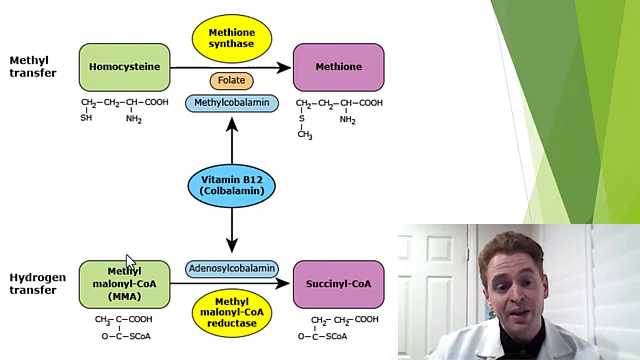 Methyl
transfer
Homocysteine
Methione
synthase
Folate
Methylcobalamin
Methione
CH₂–CH₂–CH–COOH
SH
NH₂
CH₂–CH₂–CH–COOH
S
NH₂
CH₃
Vitamin B12
(Colbalamin)
Hydrogen
transfer
Methyl
malonyl-CoA
(MMA)
Adenosylcobalamin
Methyl
malonyl-CoA
reductase
Succinyl-CoA
CH₃–C–COOH
O–C–SCoA
CH₂–CH₂–COOH
O–C–SCoA